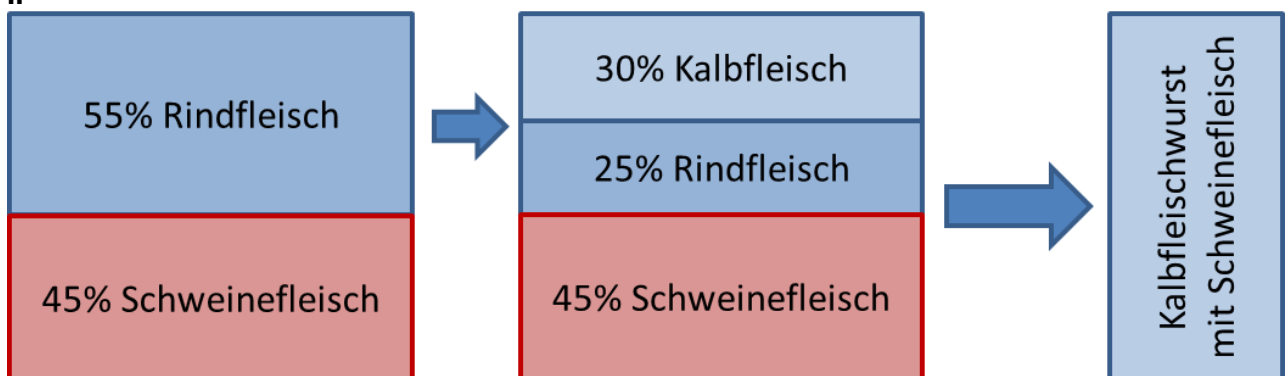 55% Rindfleisch
45% Schweinefleisch
30% Kalbfleisch
25% Rindfleisch
45% Schweinefleisch
Kalbfleischwurst
mit Schweinefleisch